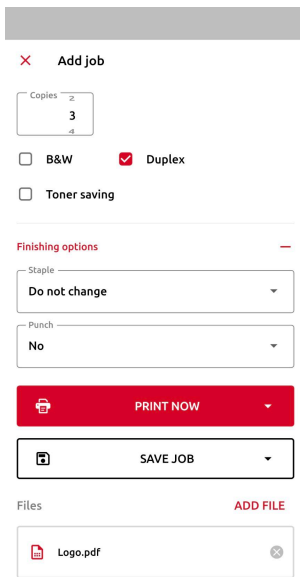 Add job
Copies
2
3
4
B&W
Duplex
Toner saving
Finishing options
Staple
Do not change
Punch
No
PRINT NOW
SAVE JOB
Files
ADD FILE
Logo.pdf